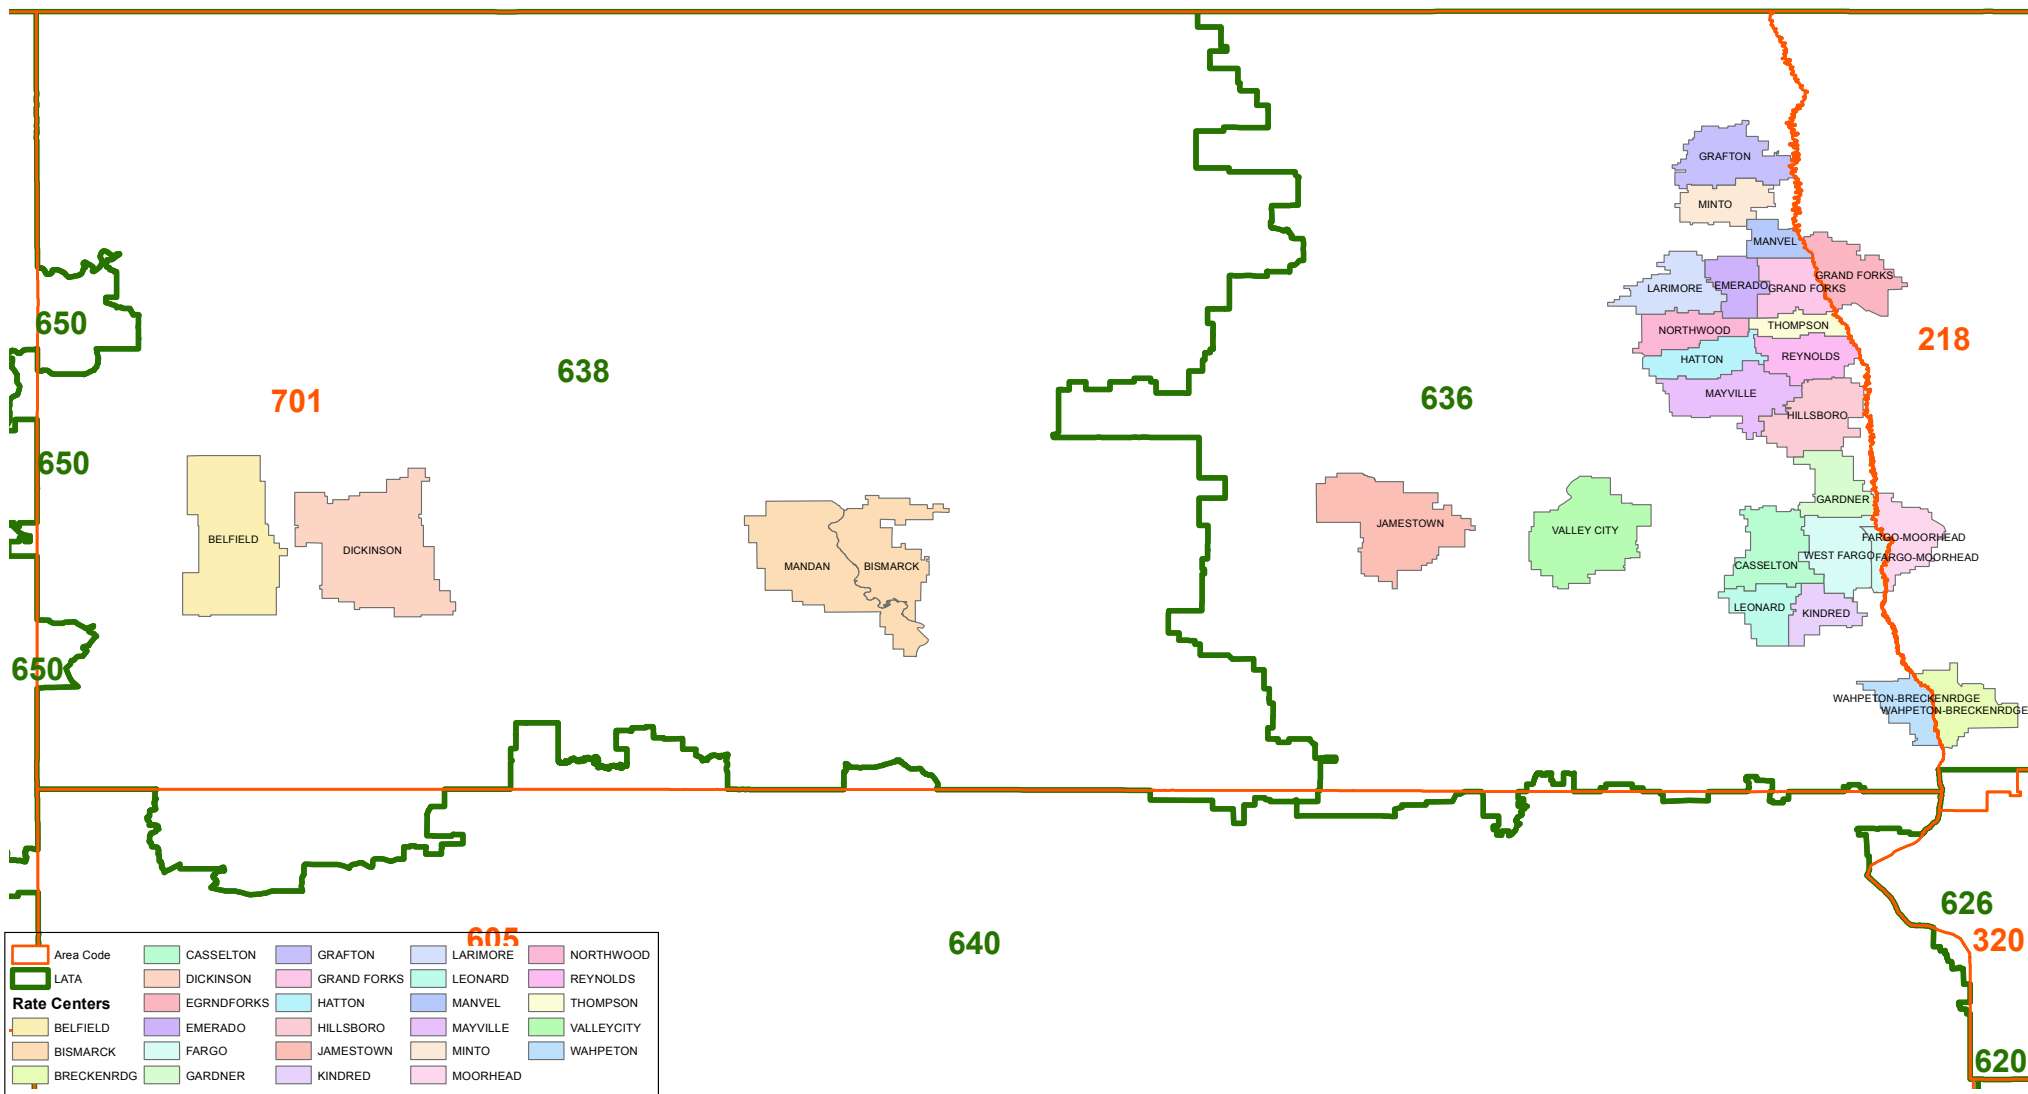 GRAFTON
MINTO
MANVEL
GRAND FORKS
LARIMORE
EMERADO
GRAND FORKS
650
THOMPSON
NORTHWOOD
218
HATTON
REYNOLDS
638
701
636
MAYVILLE
HILLSBORO
650
GARDNER
JAMESTOWN
VALLEY CITY
BELFIELD
FARGO-MOORHEAD
DICKINSON
WEST FARGO
FARGO-MOORHEAD
MANDAN
BISMARCK
CASSELTON
LEONARD
KINDRED
650
WAHPETON-BRECKENRDGE
WAHPETON-BRECKENRDGE
626
605
640
320
620
Area Code
LATA
Rate Centers
BELFIELD
BISMARCK
BRECKENRDG
CASSELTON
DICKINSON
EGRNDFORKS
EMERADO
FARGO
GARDNER
GRAFTON
GRAND FORKS
HATTON
HILLSBORO
JAMESTOWN
KINDRED
LARIMORE
LEONARD
MANVEL
MAYVILLE
MINTO
MOORHEAD
NORTHWOOD
REYNOLDS
THOMPSON
VALLEYCITY
WAHPETON